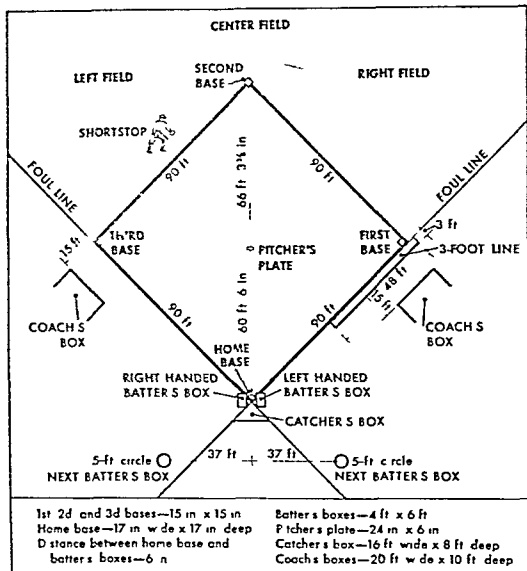 CENTER FIELD
LEFT FIELD
RIGHT FIELD
SECOND
BASE
SHORTSTOP
90 ft
66 ft 3⅜ in
90 ft
FOUL LINE
FOUL LINE
3 ft
15 ft
TH'RD
BASE
PITCHER'S
PLATE
FIRST
BASE
3-FOOT LINE
48 ft
15 ft
COACH S
BOX
COACH S
BOX
90 ft
60 ft 6 in
90 ft
HOME
BASE
RIGHT HANDED
BATTER S BOX
LEFT HANDED
BATTER S BOX
CATCHER S BOX
5-ft circle
NEXT BATTER S BOX
37 ft
37 ft
5-ft c rcle
NEXT BATTER S BOX
1st 2d and 3d bases—15 in x 15 in
Home base—17 in w de x 17 in deep
D stance between home base and
batter s boxes—6 n
Batter s boxes—4 ft x 6 ft
P tcher s plate—24 in x 6 in
Catcher s box—16 ft wide x 8 ft deep
Coach s boxes—20 ft w de x 10 ft deep